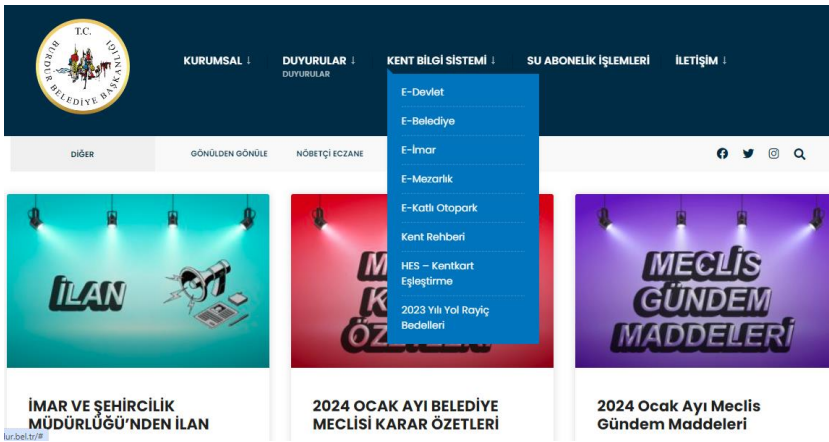 T.C.
BURDUR BELEDİYE BAŞKANLIĞI
KURUMSAL ↓
DUYURULAR ↓
DUYURULAR
KENT BİLGİ SİSTEMİ ↓
SU ABONELİK İŞLEMLERİ
İLETİŞİM ↓
E-Devlet
E-Belediye
E-İmar
E-Mezarlık
E-Katlı Otopark
Kent Rehberi
HES – Kentkart
Eşleştirme
2023 Yılı Yol Rayiç
Bedelleri
DİĞER
GÖNÜLDEN GÖNÜLE
NÖBETÇİ ECZANE
İLAN
MECLİS
GÜNDEM
MADDELERİ
İMAR VE ŞEHİRCİLİK
MÜDÜRLÜĞÜ'NDEN İLAN
2024 OCAK AYI BELEDİYE
MECLİSİ KARAR ÖZETLERİ
2024 Ocak Ayı Meclis
Gündem Maddeleri
lur.bel.tr/#